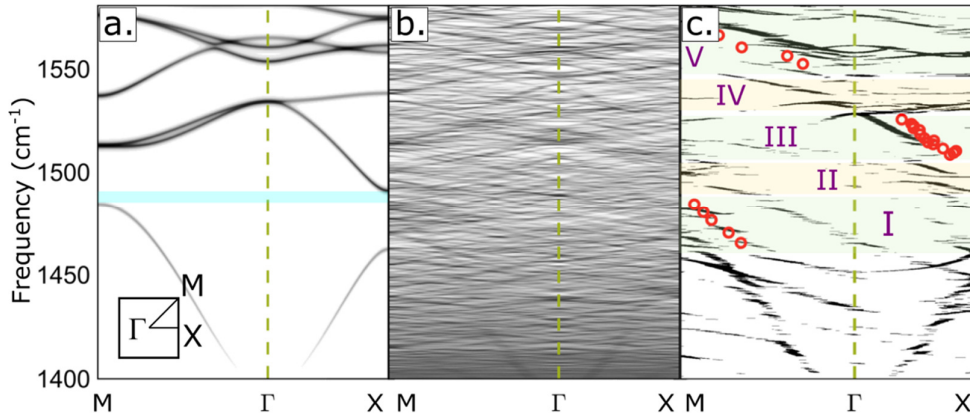 a.
b.
c.
Frequency (cm⁻¹)
1550
1500
1450
1400
M
Γ
X
M
Γ
X
M
Γ
X
M
Γ
X
V
IV
III
II
I